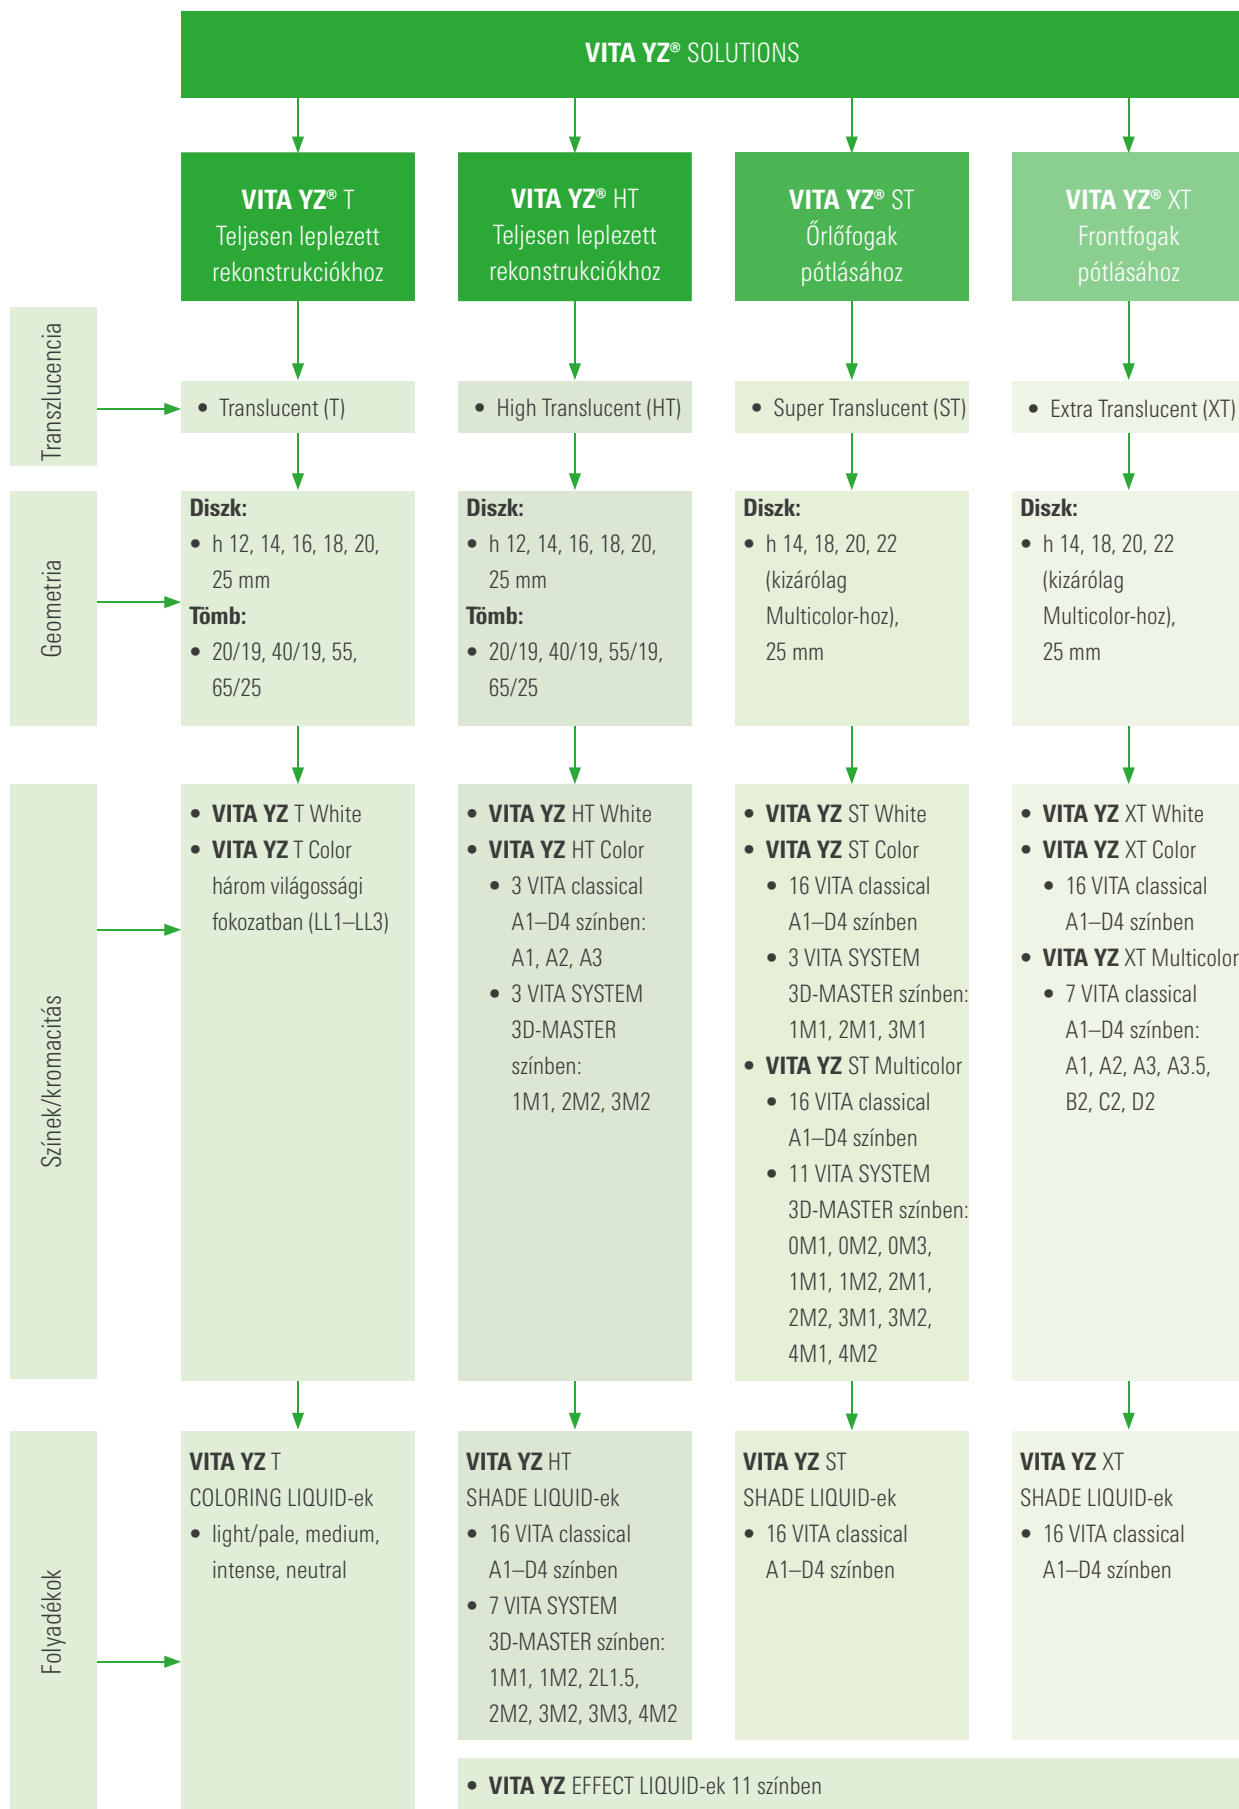 VITA YZ® SOLUTIONS
VITA YZ® T
Teljesen leplezett
rekonstrukciókhoz
VITA YZ® HT
Teljesen leplezett
rekonstrukciókhoz
VITA YZ® ST
Őrlőfogak
pótlásához
VITA YZ® XT
Frontfogak
pótlásához
Transzlucencia
• Translucent (T)
• High Translucent (HT)
• Super Translucent (ST)
• Extra Translucent (XT)
Geometria
Diszk:
• h 12, 14, 16, 18, 20,
25 mm
Tömb:
• 20/19, 40/19, 55,
65/25
Diszk:
• h 12, 14, 16, 18, 20,
25 mm
Tömb:
• 20/19, 40/19, 55/19,
65/25
Diszk:
• h 14, 18, 20, 22
(kizárólag
Multicolor-hoz),
25 mm
Diszk:
• h 14, 18, 20, 22
(kizárólag
Multicolor-hoz),
25 mm
Színek/kromacitás
• VITA YZ T White
• VITA YZ T Color
három világossági
fokozatban (LL1–LL3)
• VITA YZ HT White
• VITA YZ HT Color
• 3 VITA classical
A1–D4 színben:
A1, A2, A3
• 3 VITA SYSTEM
3D-MASTER
színben:
1M1, 2M2, 3M2
• VITA YZ ST White
• VITA YZ ST Color
• 16 VITA classical
A1–D4 színben
• 3 VITA SYSTEM
3D-MASTER színben:
1M1, 2M1, 3M1
• VITA YZ ST Multicolor
• 16 VITA classical
A1–D4 színben
• 11 VITA SYSTEM
3D-MASTER színben:
0M1, 0M2, 0M3,
1M1, 1M2, 2M1,
2M2, 3M1, 3M2,
4M1, 4M2
• VITA YZ XT White
• VITA YZ XT Color
• 16 VITA classical
A1–D4 színben
• VITA YZ XT Multicolor
• 7 VITA classical
A1–D4 színben:
A1, A2, A3, A3.5,
B2, C2, D2
Folyadékok
VITA YZ T
COLORING LIQUID-ek
• light/pale, medium,
intense, neutral
VITA YZ HT
SHADE LIQUID-ek
• 16 VITA classical
A1–D4 színben
• 7 VITA SYSTEM
3D-MASTER színben:
1M1, 1M2, 2L1.5,
2M2, 3M2, 3M3, 4M2
VITA YZ ST
SHADE LIQUID-ek
• 16 VITA classical
A1–D4 színben
VITA YZ XT
SHADE LIQUID-ek
• 16 VITA classical
A1–D4 színben
• VITA YZ EFFECT LIQUID-ek 11 színben